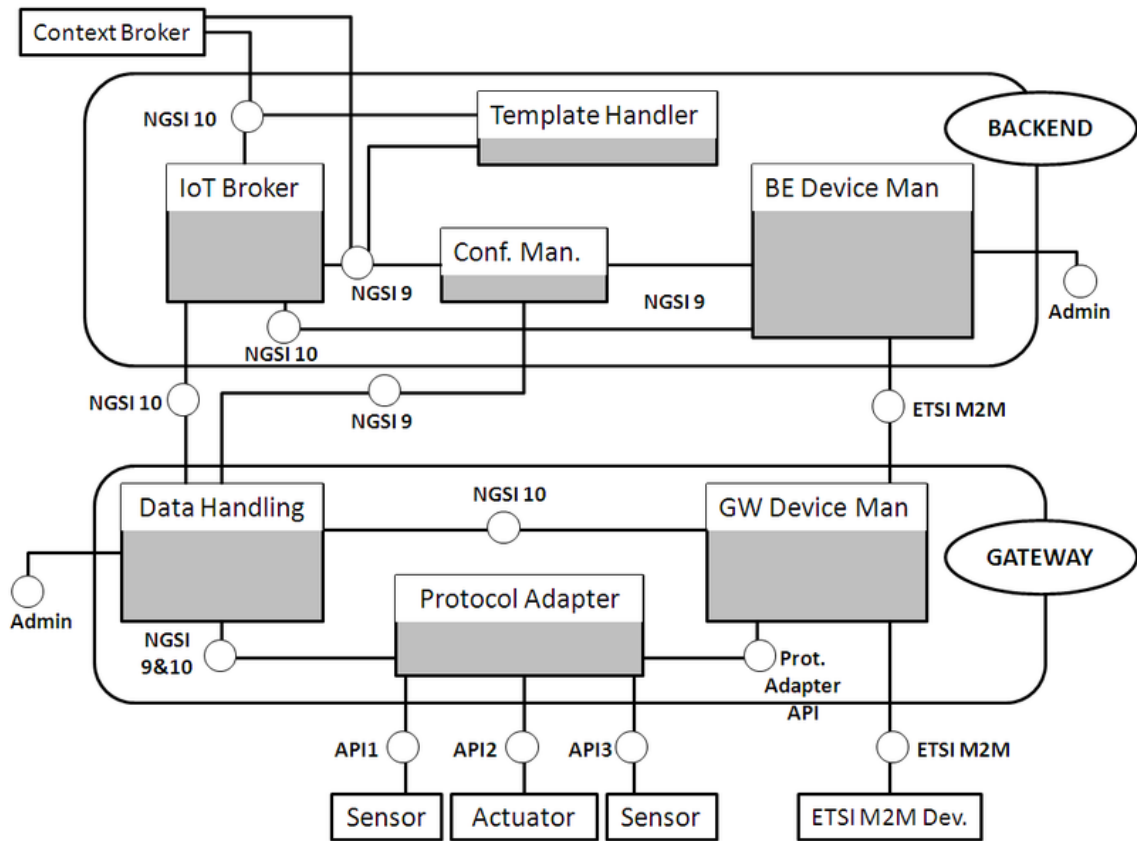 Context Broker
NGSI 10
Template Handler
BACKEND
IoT Broker
BE Device Man
Conf. Man.
NGSI 9
NGSI 9
Admin
NGSI 10
NGSI 10
NGSI 9
ETSI M2M
Data Handling
NGSI 10
GW Device Man
GATEWAY
Protocol Adapter
Admin
NGSI
9&10
Prot.
Adapter
API
API1
API2
API3
ETSI M2M
Sensor
Actuator
Sensor
ETSI M2M Dev.